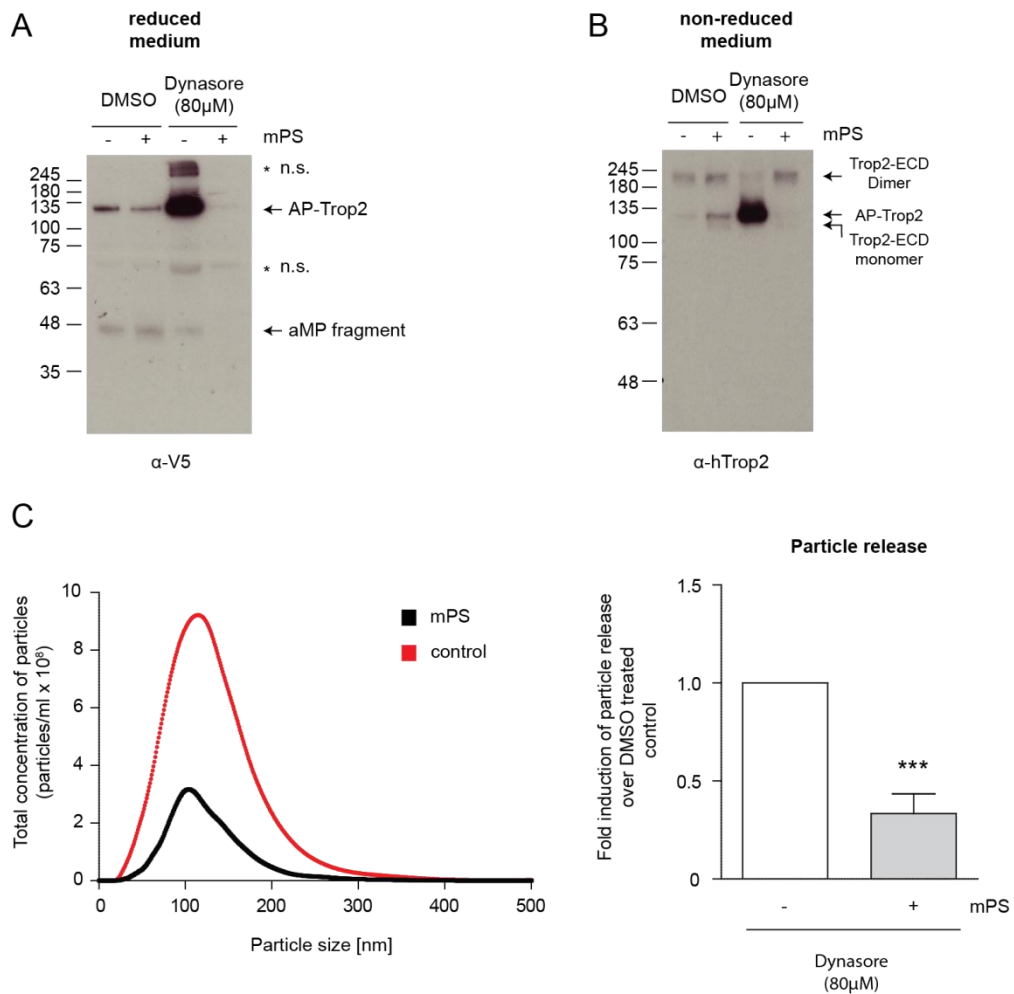 A
reduced
medium
DMSO
Dynasore
(80μM)
- + - + mPS
245
180
135
100
75
63
48
35
* n.s.
AP-Trop2
* n.s.
aMP fragment
α-V5
B
non-reduced
medium
DMSO
Dynasore
(80μM)
- + - + mPS
245
180
135
100
75
63
48
Trop2-ECD
Dimer
AP-Trop2
Trop2-ECD
monomer
α-hTrop2
C
Total concentration of particles
(particles/ml x 10⁸)
10
8
6
4
2
0
0 100 200 300 400 500
Particle size [nm]
mPS
control
Particle release
Fold induction of particle release
over DMSO treated
control
1.5
1.0
0.5
0
***
- + mPS
Dynasore
(80μM)